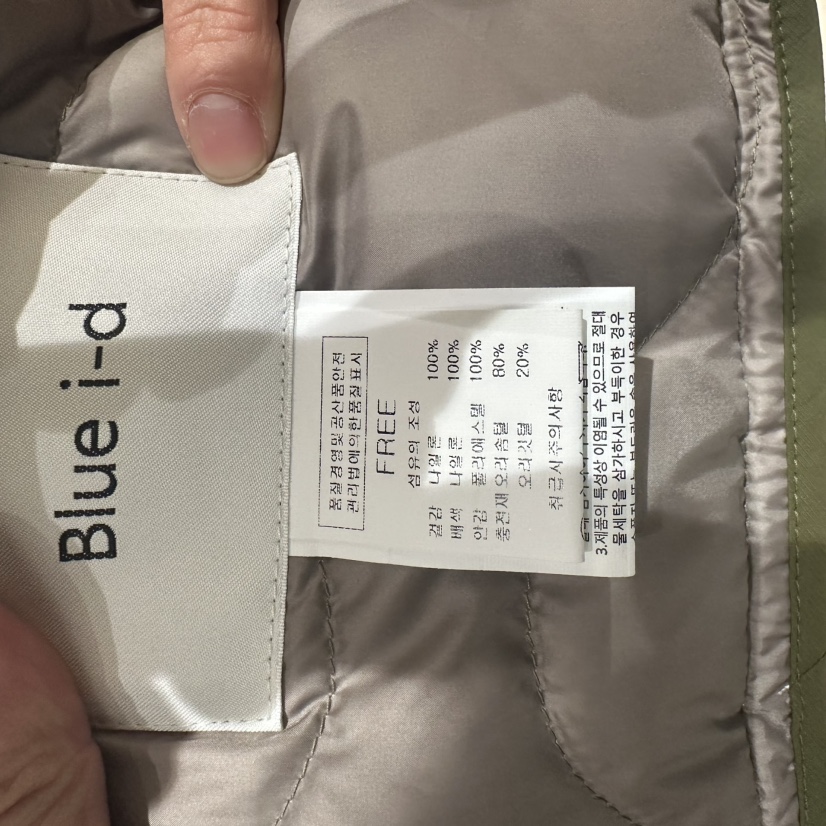 Blue i-d
품질경영및공산품안전
관리법에의한품질표시
FREE
섬유의 조성
겉감 나일론 100%
배색 나일론 100%
안감 폴리에스텔 100%
충전재 오리솜털 80%
오리깃털 20%
취급시주의사항
3.제품의 특성상 이염될 수 있으므로 절대
물세탁을 삼가하시고 부득이한 경우